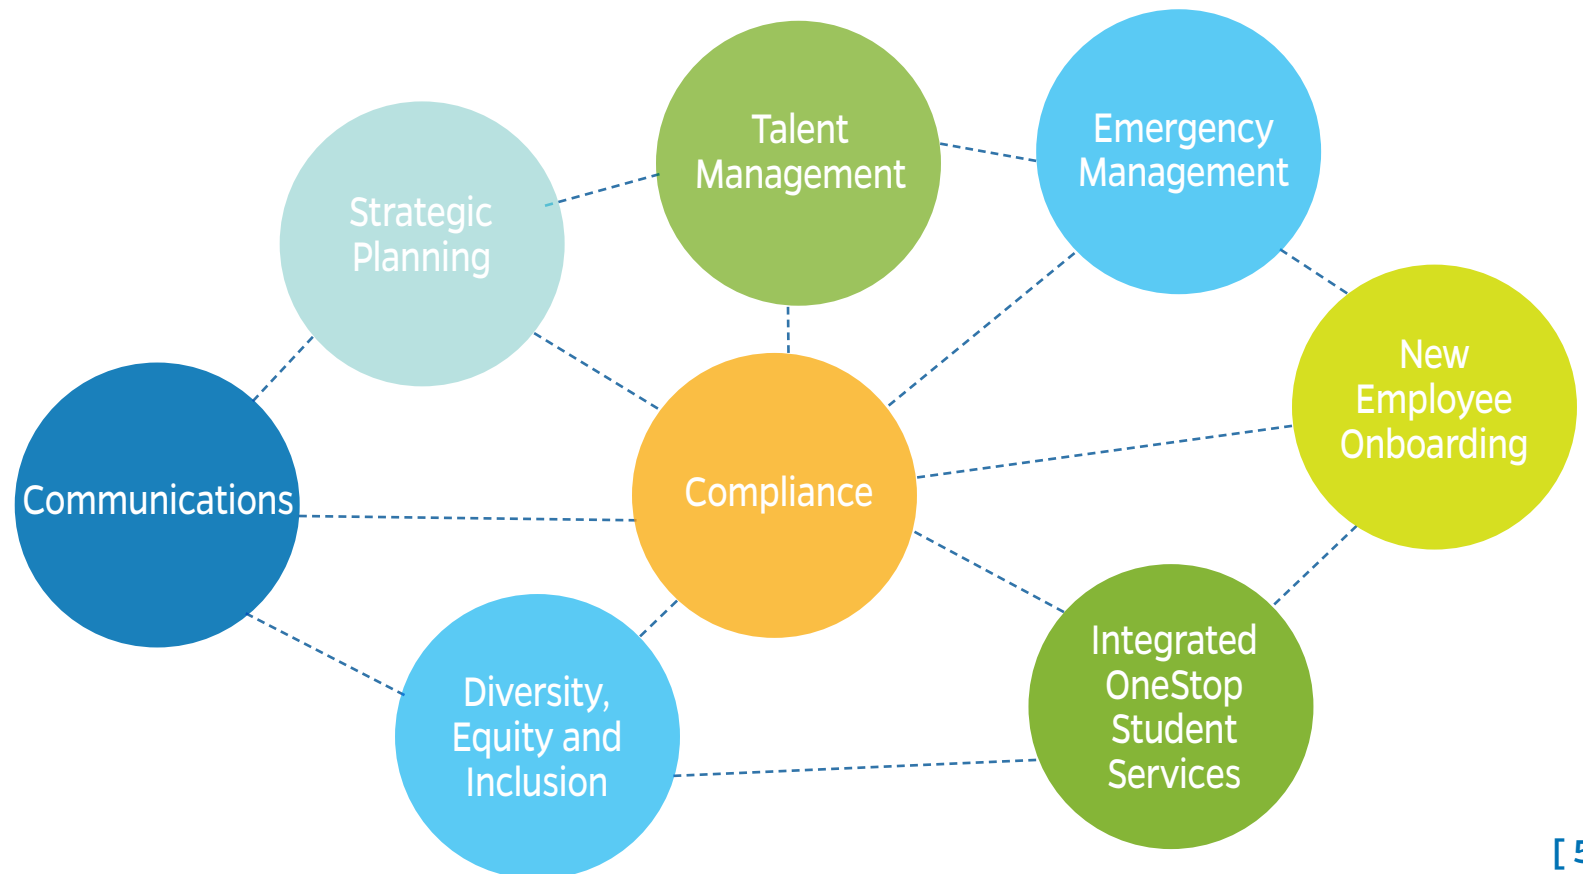 Talent
Management
Emergency
Management
Strategic
Planning
New
Employee
Onboarding
Communications
Compliance
Integrated
OneStop
Student
Services
Diversity,
Equity and
Inclusion
[ 5